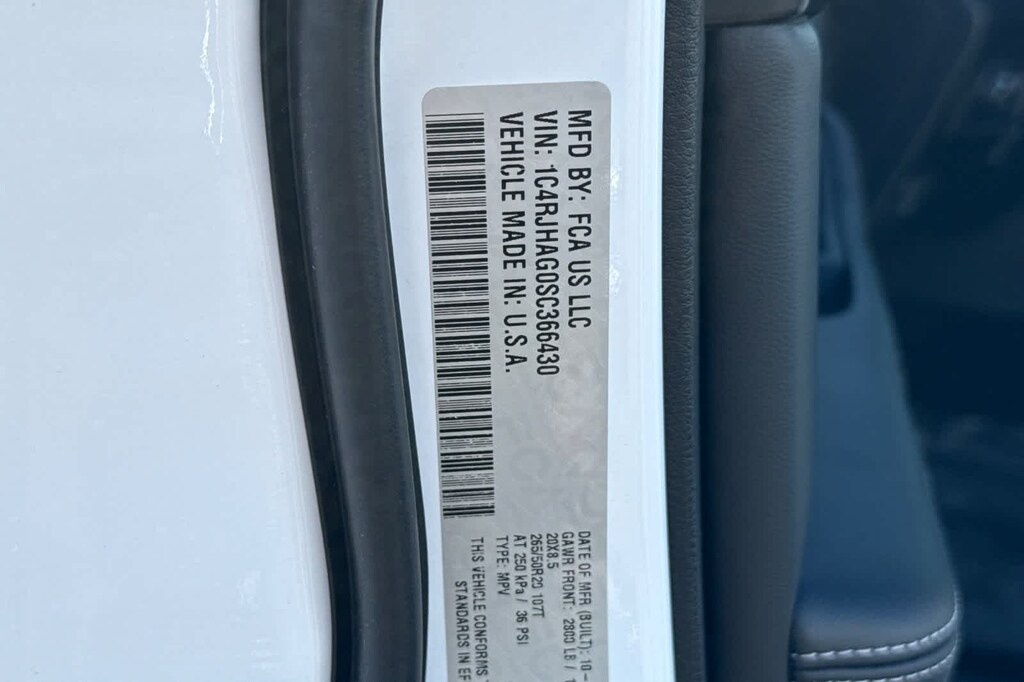 MFD BY: FCA US LLC
VIN: 1C4RJHAG0SC366430
VEHICLE MADE IN: U.S.A.
DATE OF MFR (BUILT): 10-
GAWR FRONT: 2800 LB /
20X8.5
265/50R20 107T
AT 250 kPa / 36 PSI
TYPE: MPV
THIS VEHICLE CONFORMS
STANDARDS IN EF